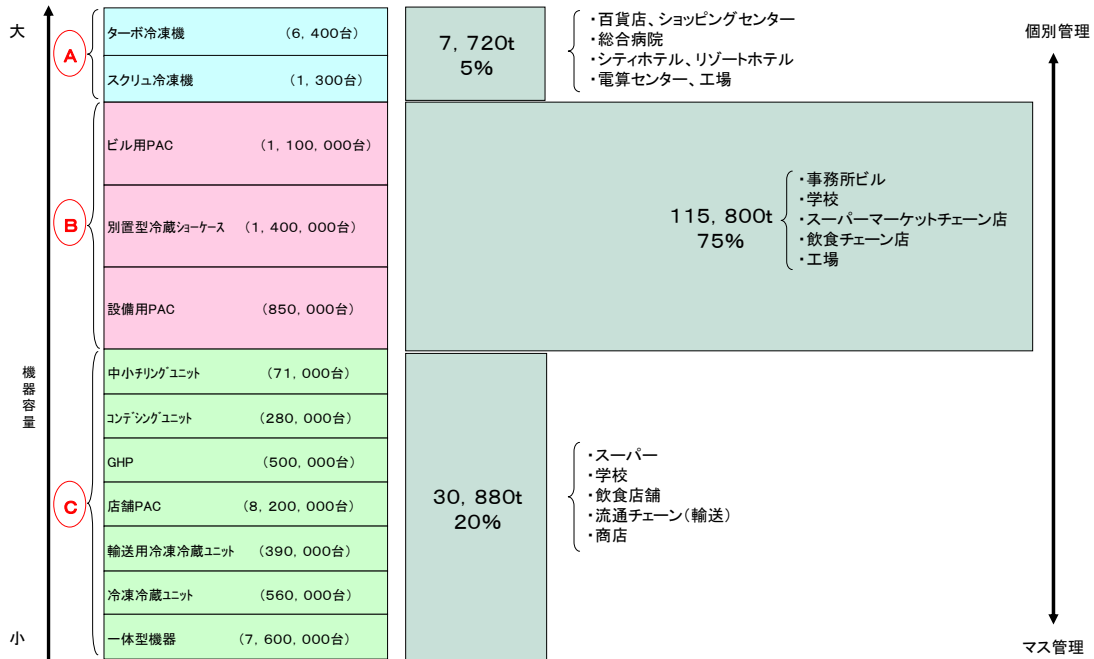 大
機器容量
小
A
ターボ冷凍機 (6,400台)
スクリュ冷凍機 (1,300台)
7,720t
5%
・百貨店、ショッピングセンター
・総合病院
・シティホテル、リゾートホテル
・電算センター、工場
B
ビル用PAC (1,100,000台)
別置型冷蔵ショーケース (1,400,000台)
設備用PAC (850,000台)
115,800t
75%
・事務所ビル
・学校
・スーパーマーケットチェーン店
・飲食チェーン店
・工場
C
中小チリングユニット (71,000台)
コンデシングユニット (280,000台)
GHP (500,000台)
店舗PAC (8,200,000台)
輸送用冷凍冷蔵ユニット (390,000台)
冷凍冷蔵ユニット (560,000台)
一体型機器 (7,600,000台)
30,880t
20%
・スーパー
・学校
・飲食店舗
・流通チェーン(輸送)
・商店
個別管理
マス管理